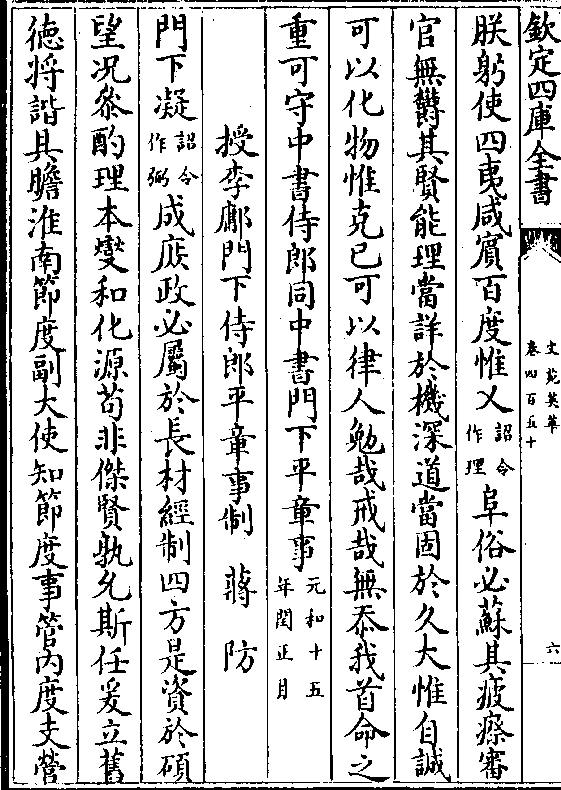 欽定四庫全書
文苑英華
卷四百五十
六
朕躬使四夷咸賓百度惟乂詔令作理阜俗必蘇其疲瘵審
官無欝其賢能理當詳於機深道當固於久大惟自誠
可以化物惟克已可以律人勉哉戒哉無忝我首命之
重可守中書侍郎同中書門下平章事元和十五年閏正月
授李鄘門下侍郎平章事制 蔣防
門下凝詔令作弼成庶政必屬於長材經制四方是資於碩
望况叅酌理本爕和化源苟非傑賢孰允斯任爰立舊
徳將諧具瞻淮南節度副大使知節度事管内度支營